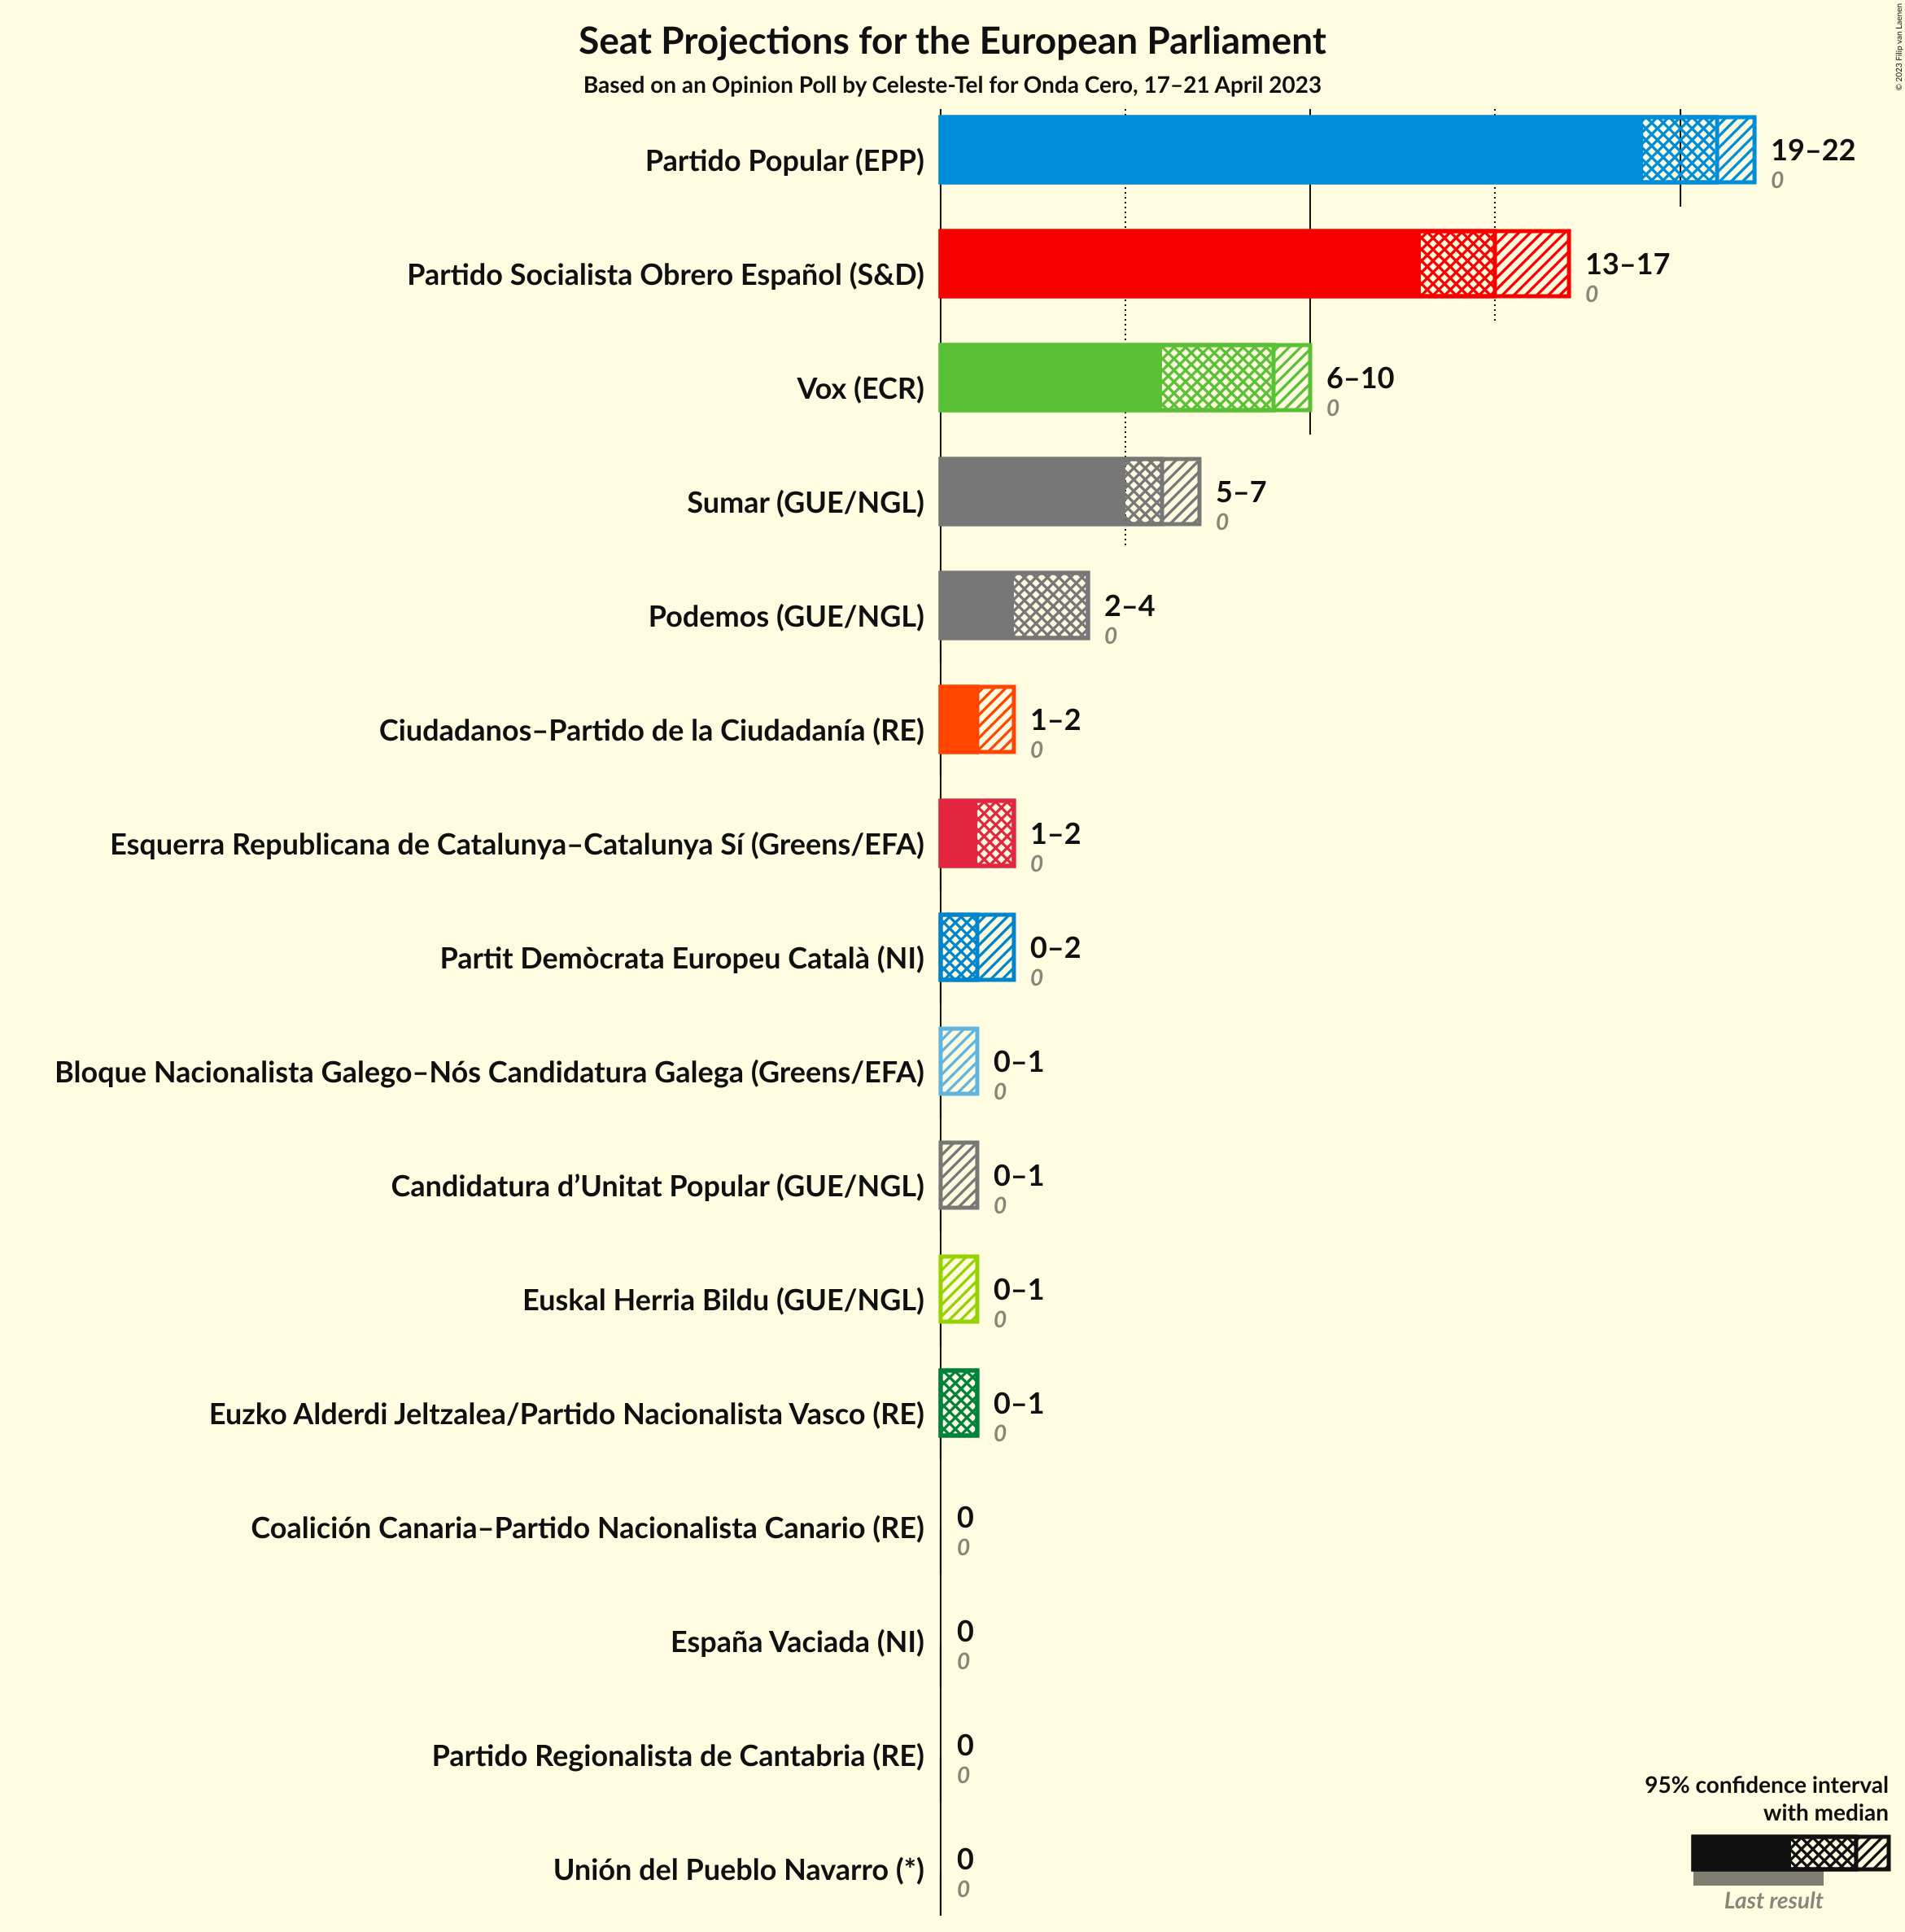 Seat Projections for the European Parliament
Based on an Opinion Poll by Celeste-Tel for Onda Cero, 17–21 April 2023
© 2023 Filip van Laenen
Partido Popular (EPP)
19–22
0
Partido Socialista Obrero Español (S&D)
13–17
0
Vox (ECR)
6–10
0
Sumar (GUE/NGL)
5–7
0
Podemos (GUE/NGL)
2–4
0
Ciudadanos–Partido de la Ciudadanía (RE)
1–2
0
Esquerra Republicana de Catalunya–Catalunya Sí (Greens/EFA)
1–2
0
Partit Demòcrata Europeu Català (NI)
0–2
0
Bloque Nacionalista Galego–Nós Candidatura Galega (Greens/EFA)
0–1
0
Candidatura d’Unitat Popular (GUE/NGL)
0–1
0
Euskal Herria Bildu (GUE/NGL)
0–1
0
Euzko Alderdi Jeltzalea/Partido Nacionalista Vasco (RE)
0–1
0
Coalición Canaria–Partido Nacionalista Canario (RE)
0
0
España Vaciada (NI)
0
0
Partido Regionalista de Cantabria (RE)
0
0
Unión del Pueblo Navarro (*)
0
0
95% confidence interval
with median
Last result